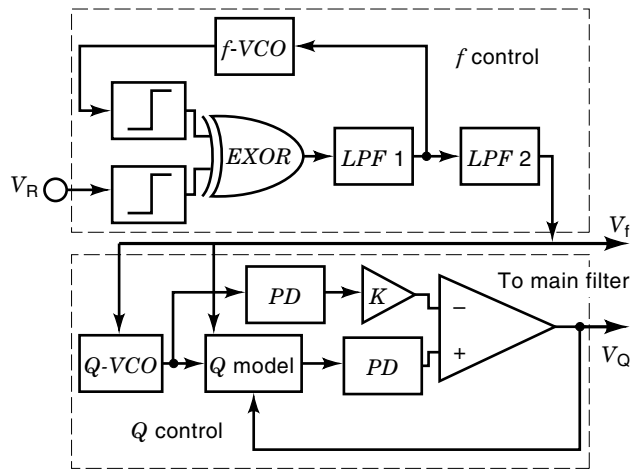 f-VCO
f control
EXOR
LPF 1
LPF 2
V_R
V_f
To main filter
PD
K
−
+
Q-VCO
Q model
PD
V_Q
Q control